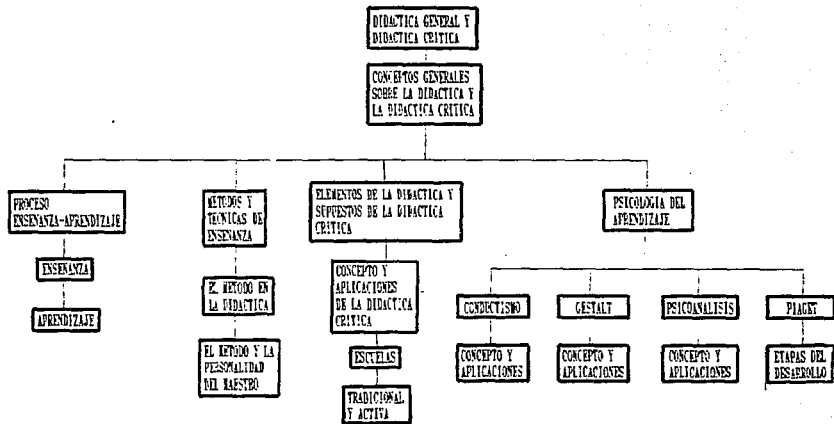 DIDACTICA GENERAL Y
DIDACTICA CRITICA
CONCEPTOS GENERALES
SOBRE LA DIDACTICA Y
LA DIDACTICA CRITICA
PROCESO
ENSEÑANZA-APRENDIZAJE
ENSEÑANZA
APRENDIZAJE
METODOS Y
TECNICAS DE
ENSEÑANZA
EL METODO EN
LA DIDACTICA
EL METODO Y LA
PERSONALIDAD
DEL MAESTRO
ELEMENTOS DE LA DIDACTICA Y
SUPUESTOS DE LA DIDACTICA
CRITICA
CONCEPTO Y
APLICACIONES
DE LA DIDACTICA
CRITICA
ESCUELAS
TRADICIONAL
Y ACTIVA
PSICOLOGIA DEL
APRENDIZAJE
CONDUCTISMO
CONCEPTO Y
APLICACIONES
GESTALT
CONCEPTO Y
APLICACIONES
PSICOANALISIS
CONCEPTO Y
APLICACIONES
PIAGET
ETAPAS DEL
DESARROLLO